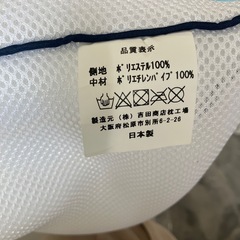 品質表示
側地 ポリエステル100%
中材 ポリエチレンパイプ100%
製造元 (株) 西田商店枕工場
大阪府松原市別所6-2-26
日本製